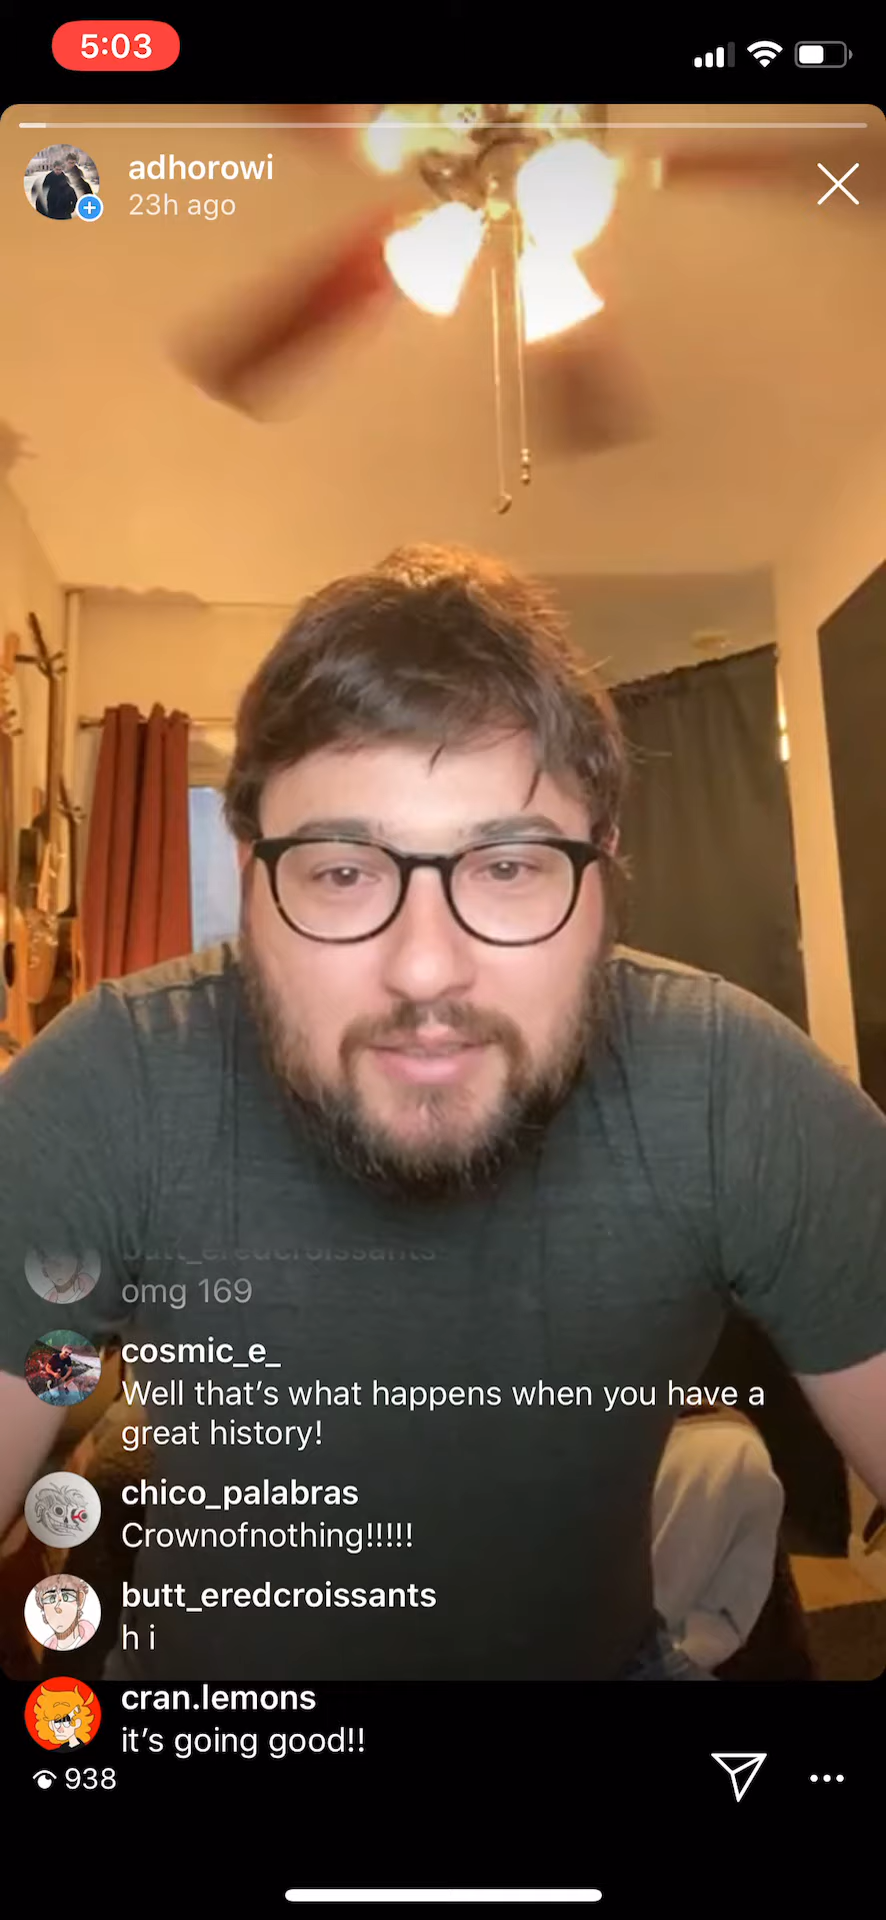 5:03
adhorowi
23h ago
butt_eredcroissants
omg 169
cosmic_e_
Well that’s what happens when you have a
great history!
chico_palabras
Crownofnothing!!!!!
butt_eredcroissants
h i
cran.lemons
it’s going good!!
938